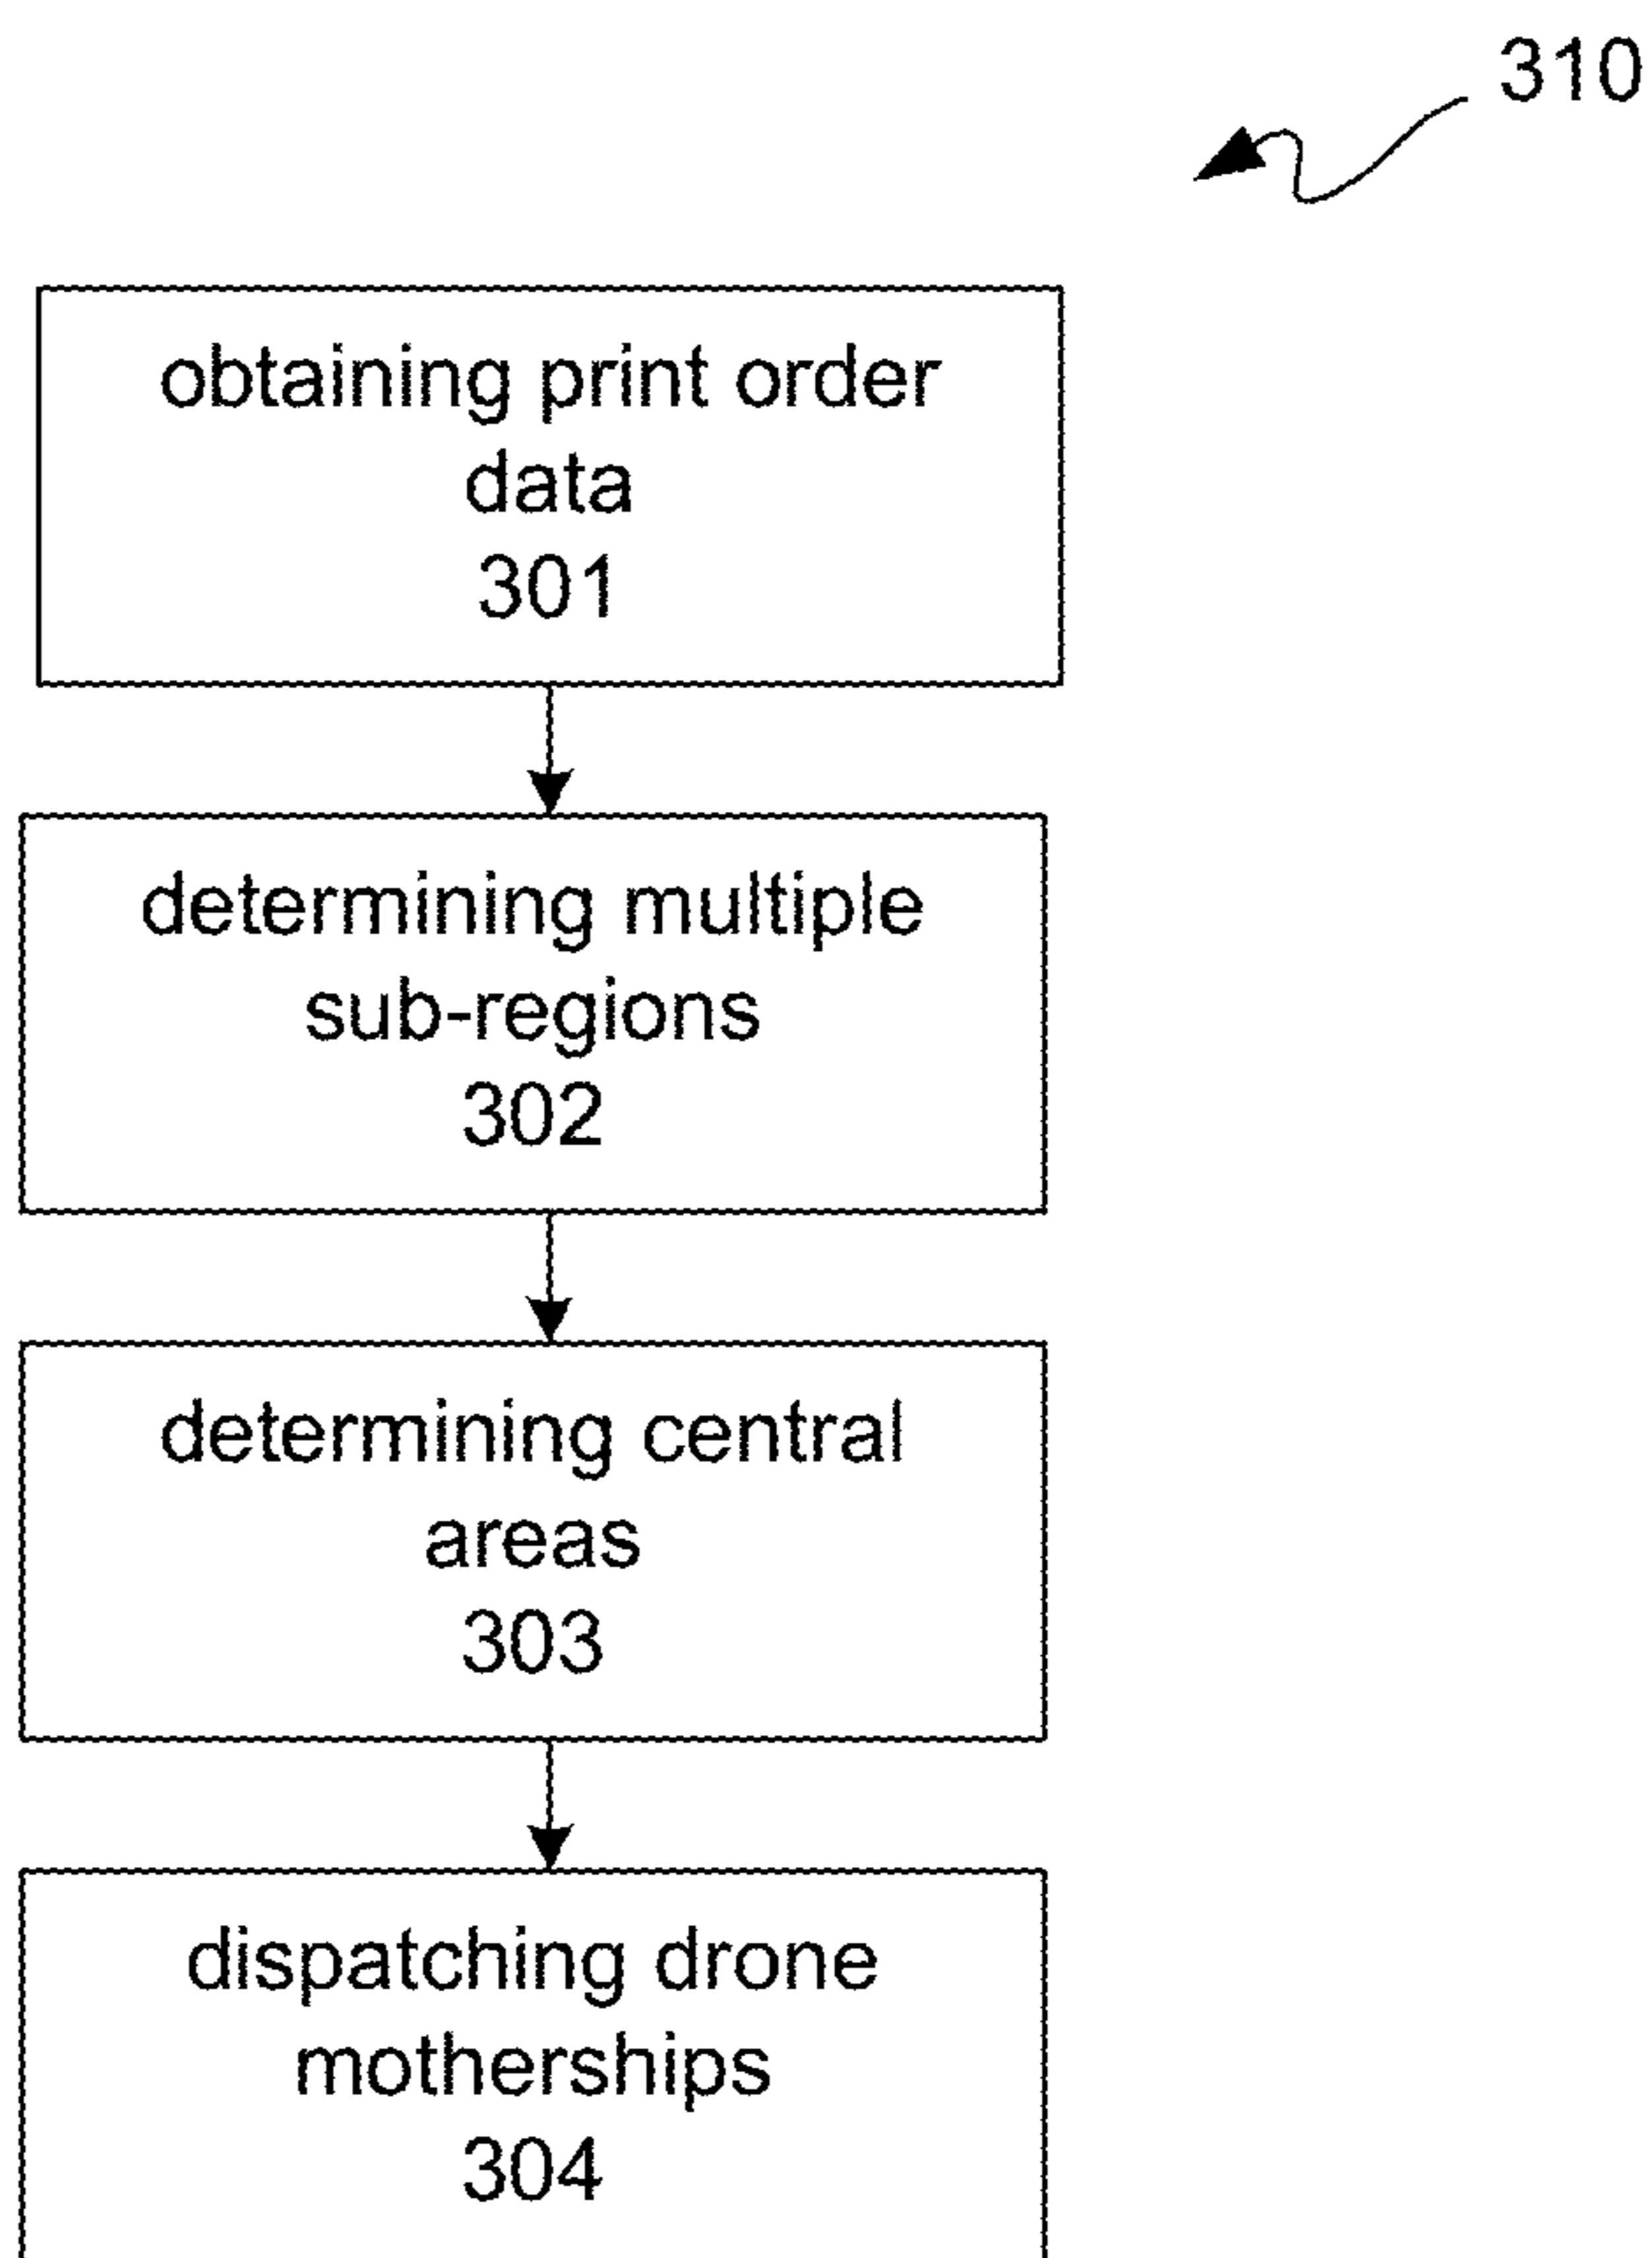 310
obtaining print order
data
301
determining multiple
sub-regions
302
determining central
areas
303
dispatching drone
motherships
304